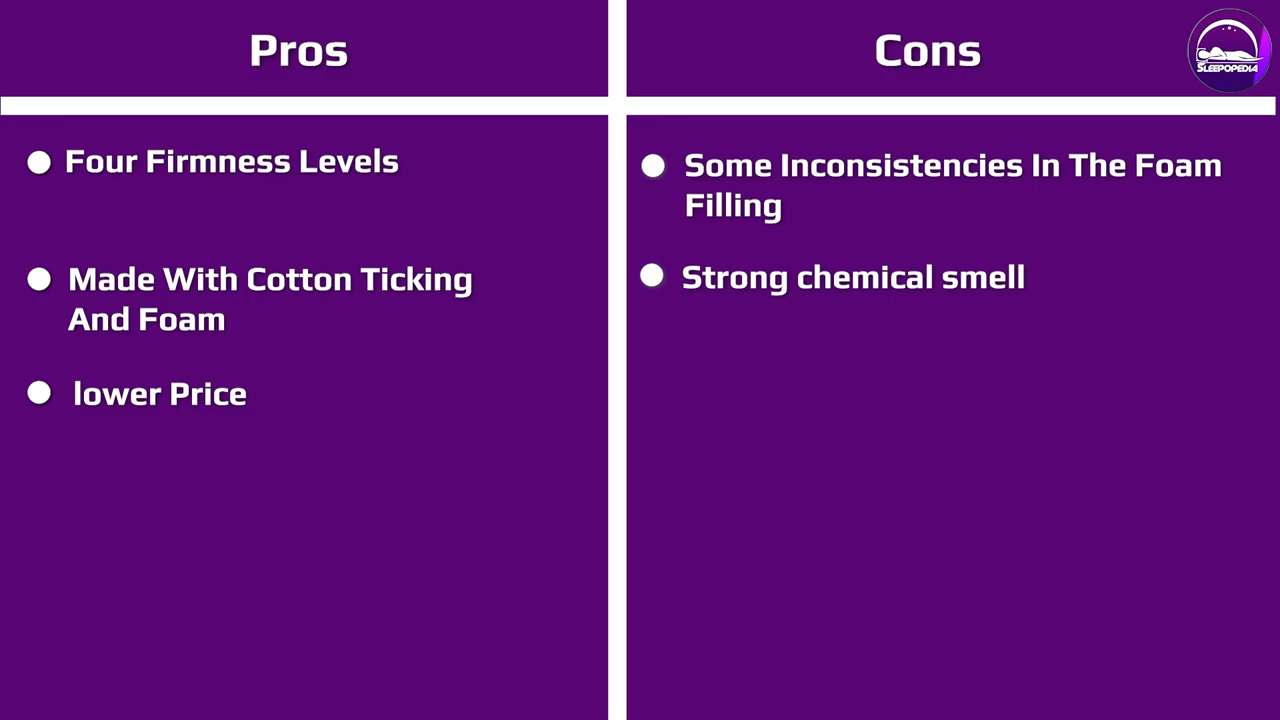 Pros
Cons
SLEEPOPEDIA
Four Firmness Levels
Made With Cotton Ticking
And Foam
lower Price
Some Inconsistencies In The Foam
Filling
Strong chemical smell